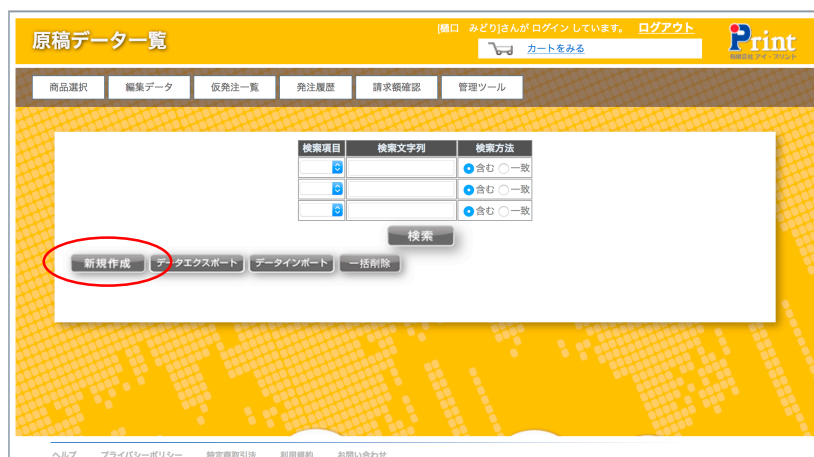 原稿データ一覧
[樋口　みどり]さんが ログイン しています。 ログアウト
カートをみる
Print
有限会社 アイ・プリント
商品選択 編集データ 仮発注一覧 発注履歴 請求額確認 管理ツール
検索項目 検索文字列 検索方法
含む 一致
含む 一致
含む 一致
検索
新規作成 データエクスポート データインポート 一括削除
ヘルプ プライバシーポリシー 特定商取引法 利用規約 お問い合わせ